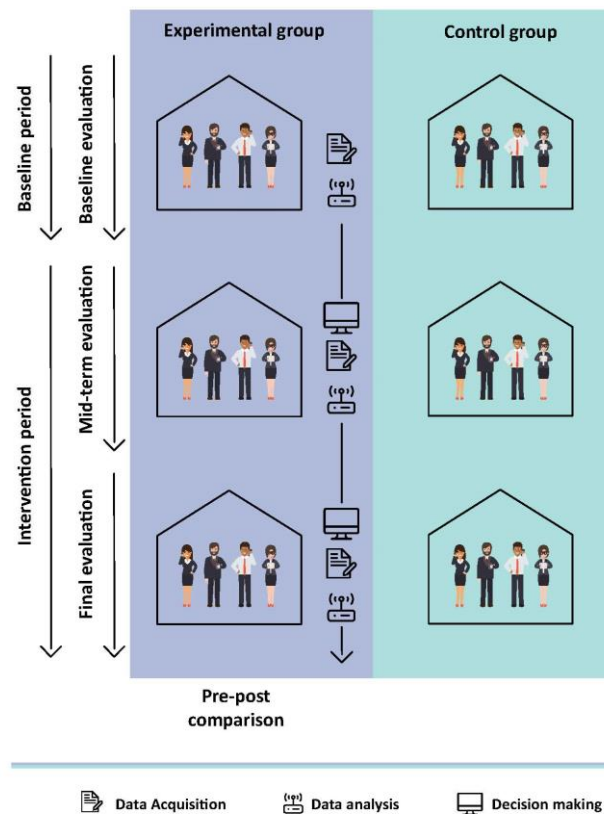 Experimental group
Control group
Baseline period
Baseline evaluation
Intervention period
Mid-term evaluation
Final evaluation
Pre-post
comparison
Data Acquisition
Data analysis
Decision making